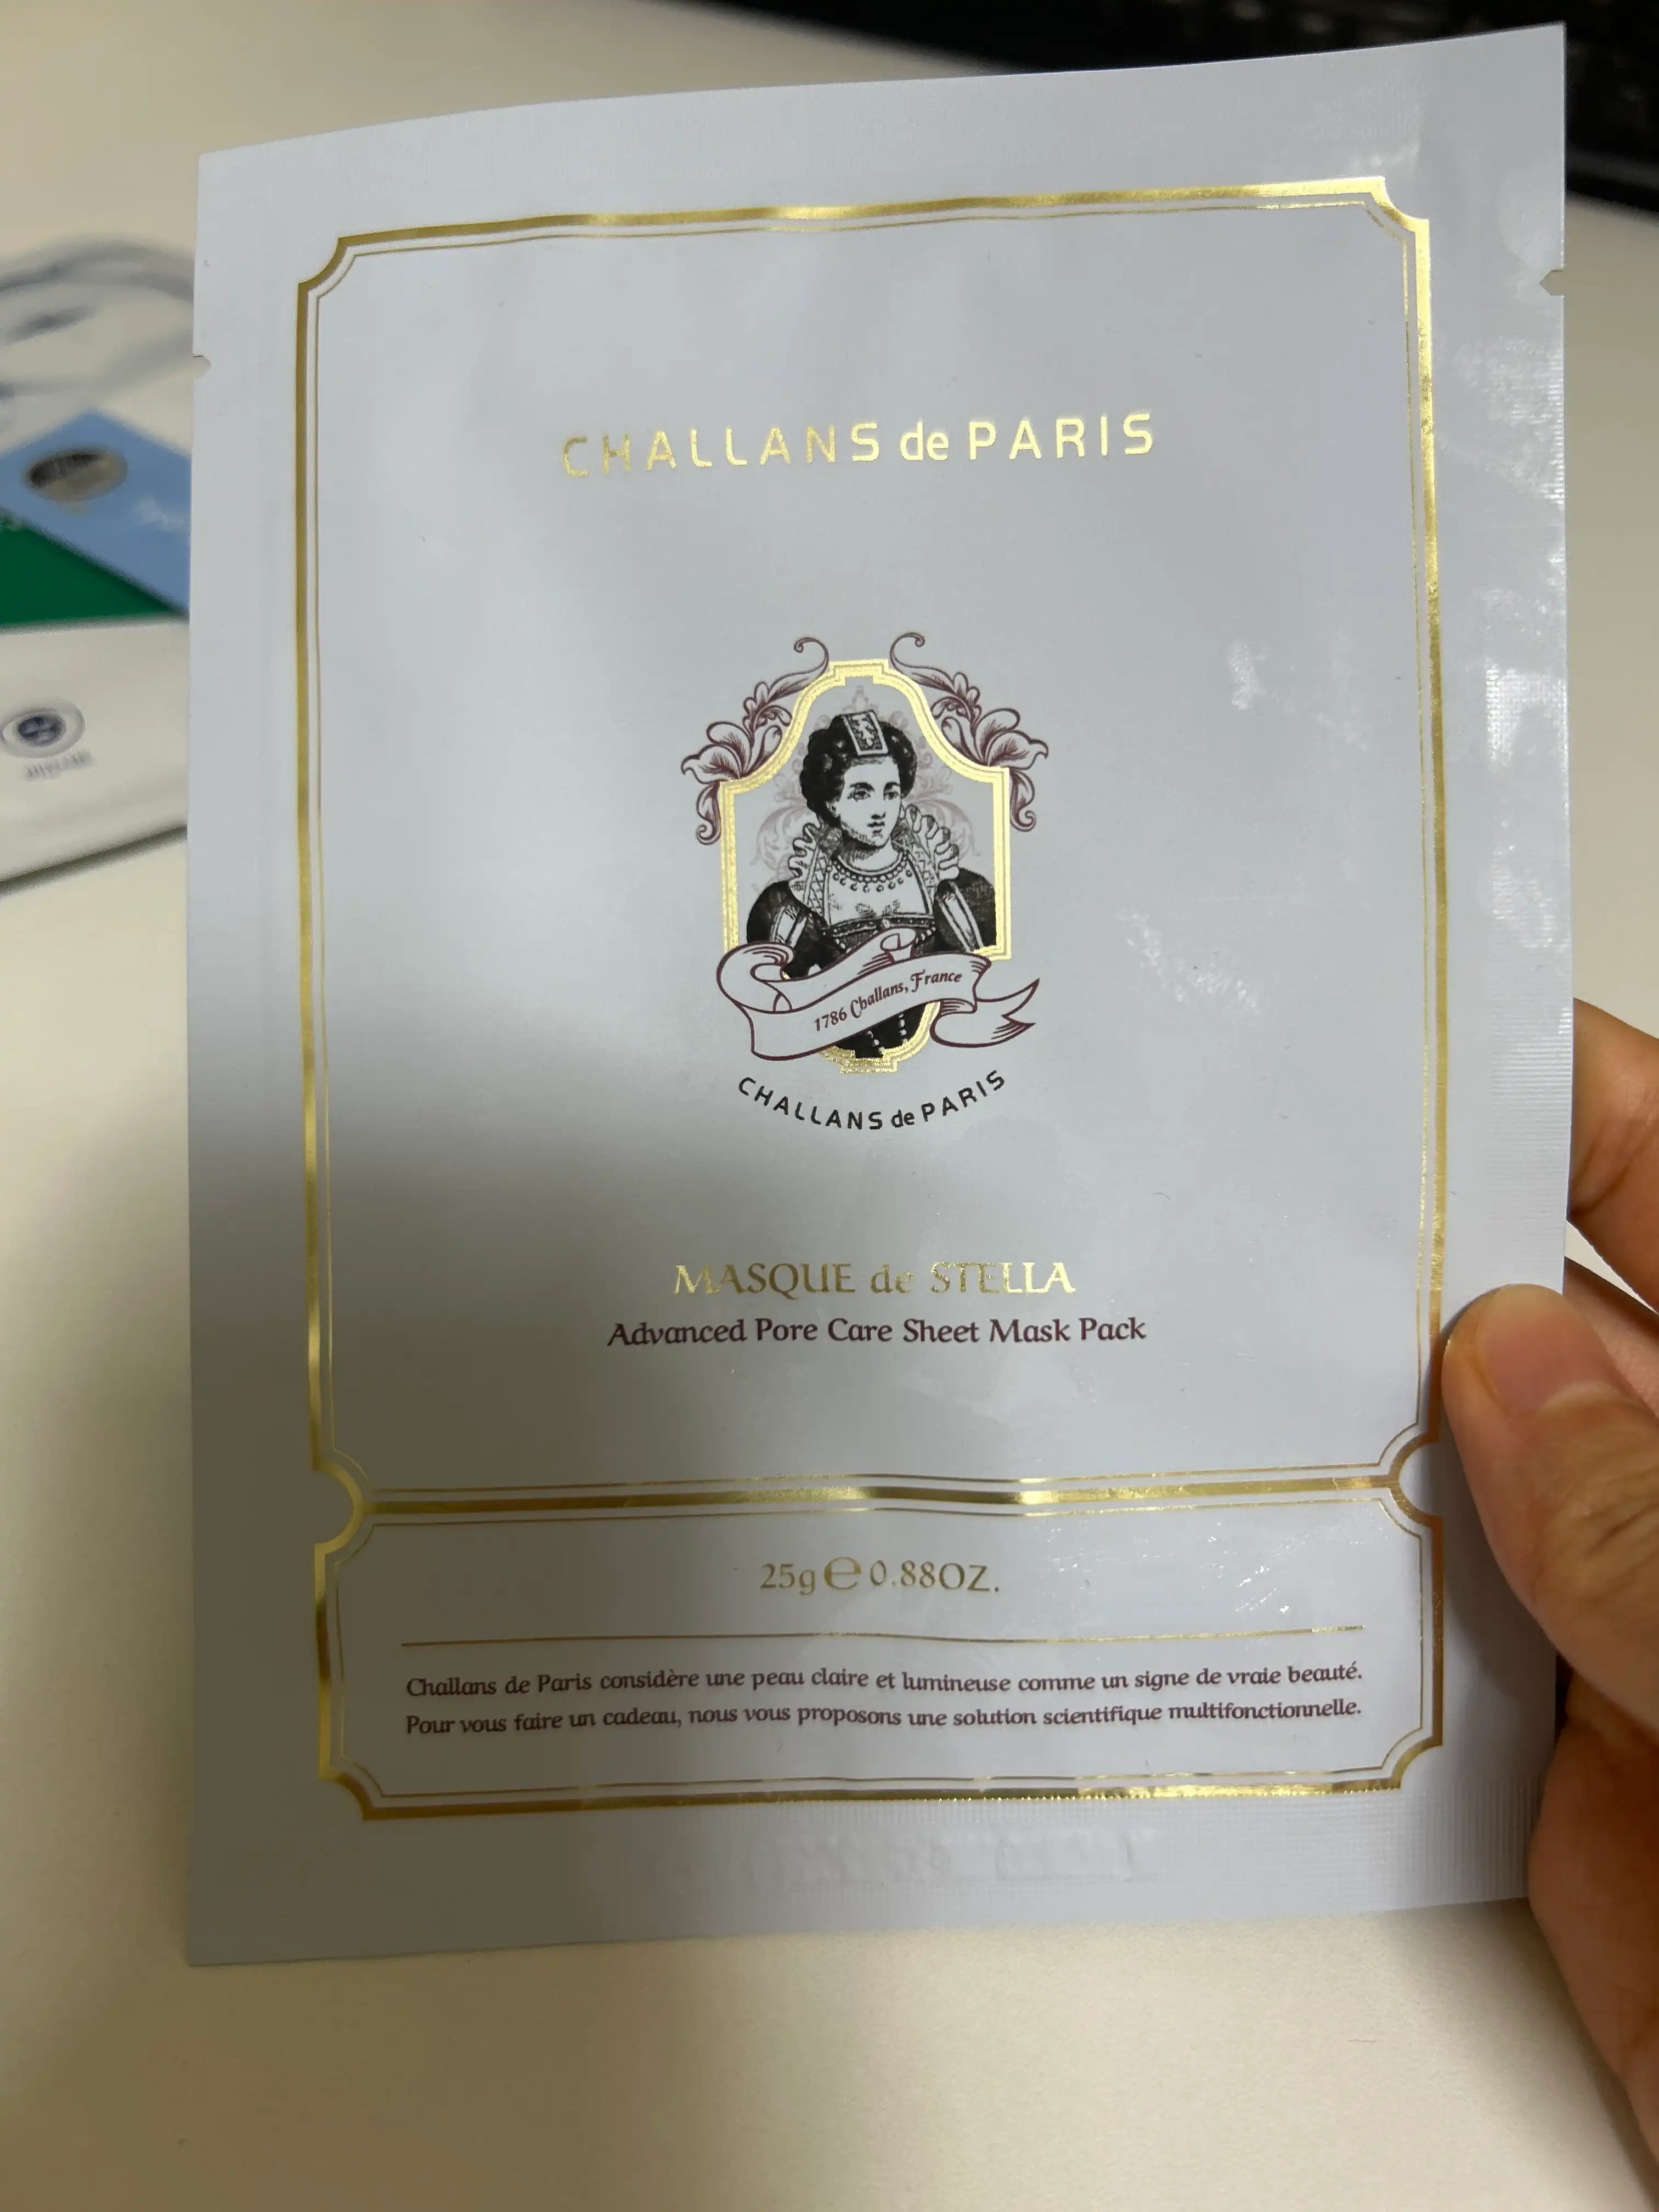 CHALLANS de PARIS
1786 Challans, France
CHALLANS de PARIS
MASQUE de STELLA
Advanced Pore Care Sheet Mask Pack
25g ℮ 0.88OZ.
Challans de Paris considère une peau claire et lumineuse comme un signe de vraie beauté.
Pour vous faire un cadeau, nous vous proposons une solution scientifique multifonctionnelle.